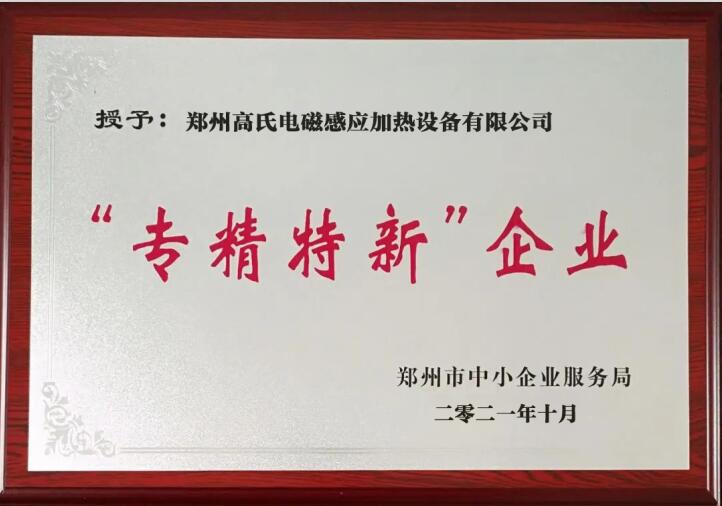 授予：郑州高氏电磁感应加热设备有限公司
“专精特新”企业
郑州市中小企业服务局
二零二一年十月